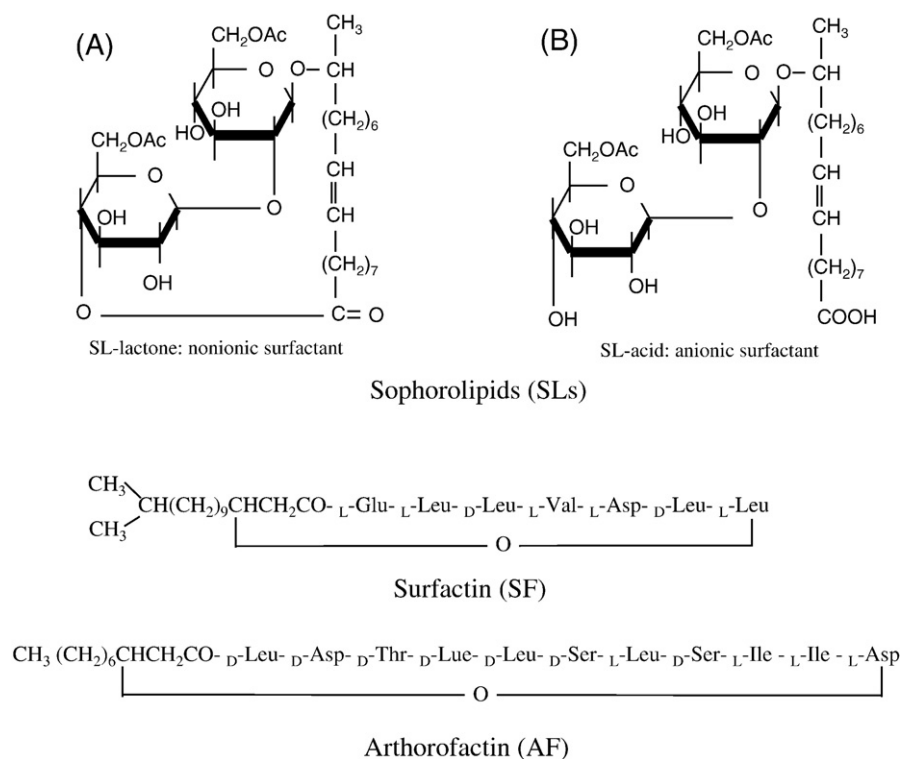 (A)
CH₂OAc
O
O
CH₃
CH
OH
HO
OH
(CH₂)₆
CH₂OAc
O
CH
CH
O
OH
OH
(CH₂)₇
O
C= O
SL-lactone: nonionic surfactant
(B)
CH₂OAc
O
O
CH₃
CH
OH
HO
(CH₂)₆
CH₂OAc
O
CH
CH
O
OH
OH
OH
OH
(CH₂)₇
COOH
SL-acid: anionic surfactant
Sophorolipids (SLs)
CH₃
CH(CH₂)₉CHCH₂CO- L-Glu- L-Leu- D-Leu- L-Val- L-Asp- D-Leu- L-Leu
CH₃
O
Surfactin (SF)
CH₃ (CH₂)₆CHCH₂CO- D-Leu- D-Asp- D-Thr- D-Lue- D-Leu- D-Ser- L-Leu- D-Ser- L-Ile - L-Ile - L-Asp
O
Arthorofactin (AF)